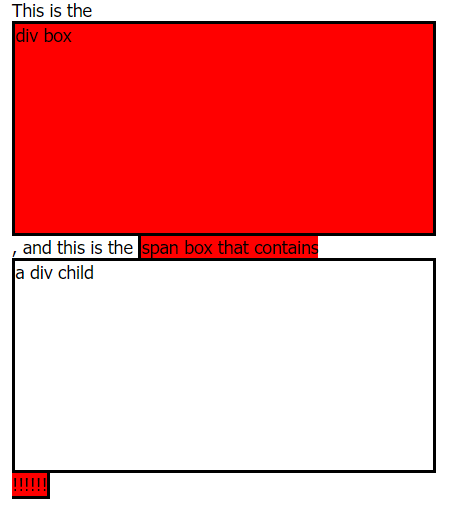 This is the
div box
, and this is the span box that contains
a div child
!!!!!!